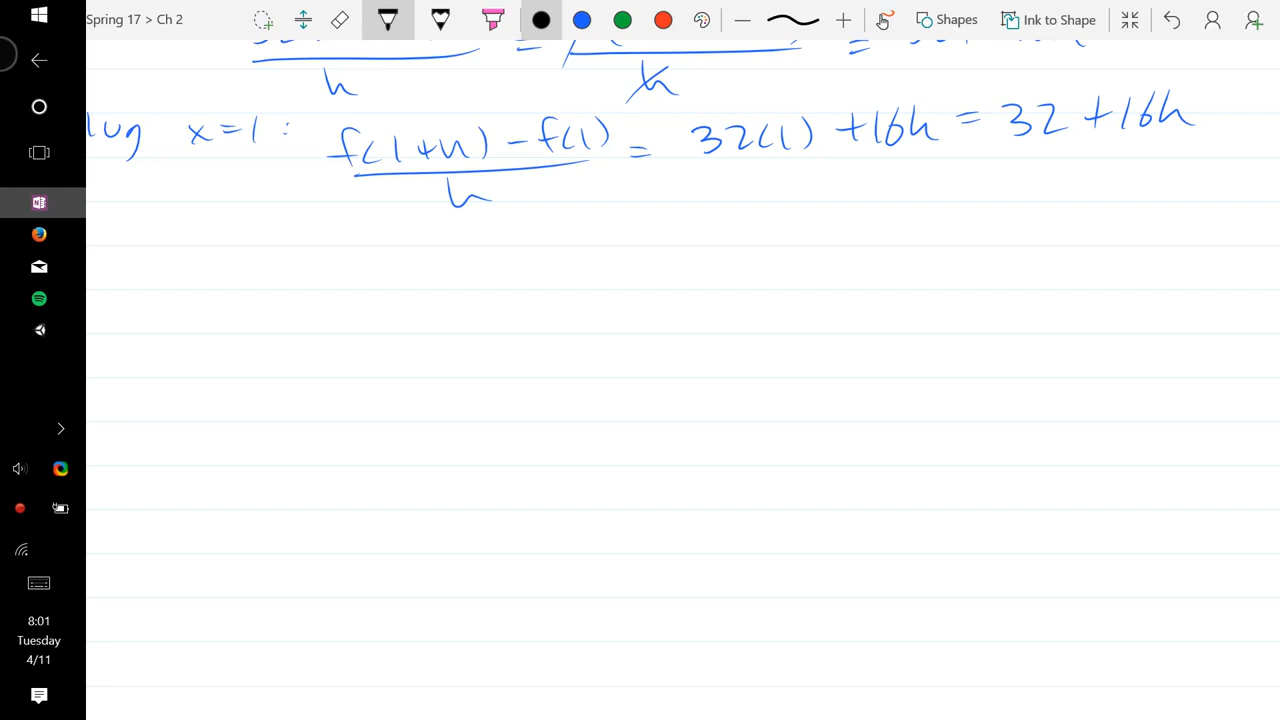 Spring 17 > Ch 2
Shapes
Ink to Shape
h
h
x=1 : f(1+h) - f(1) = 32(1) + 16h = 32 + 16h
h
8:01
Tuesday
4/11